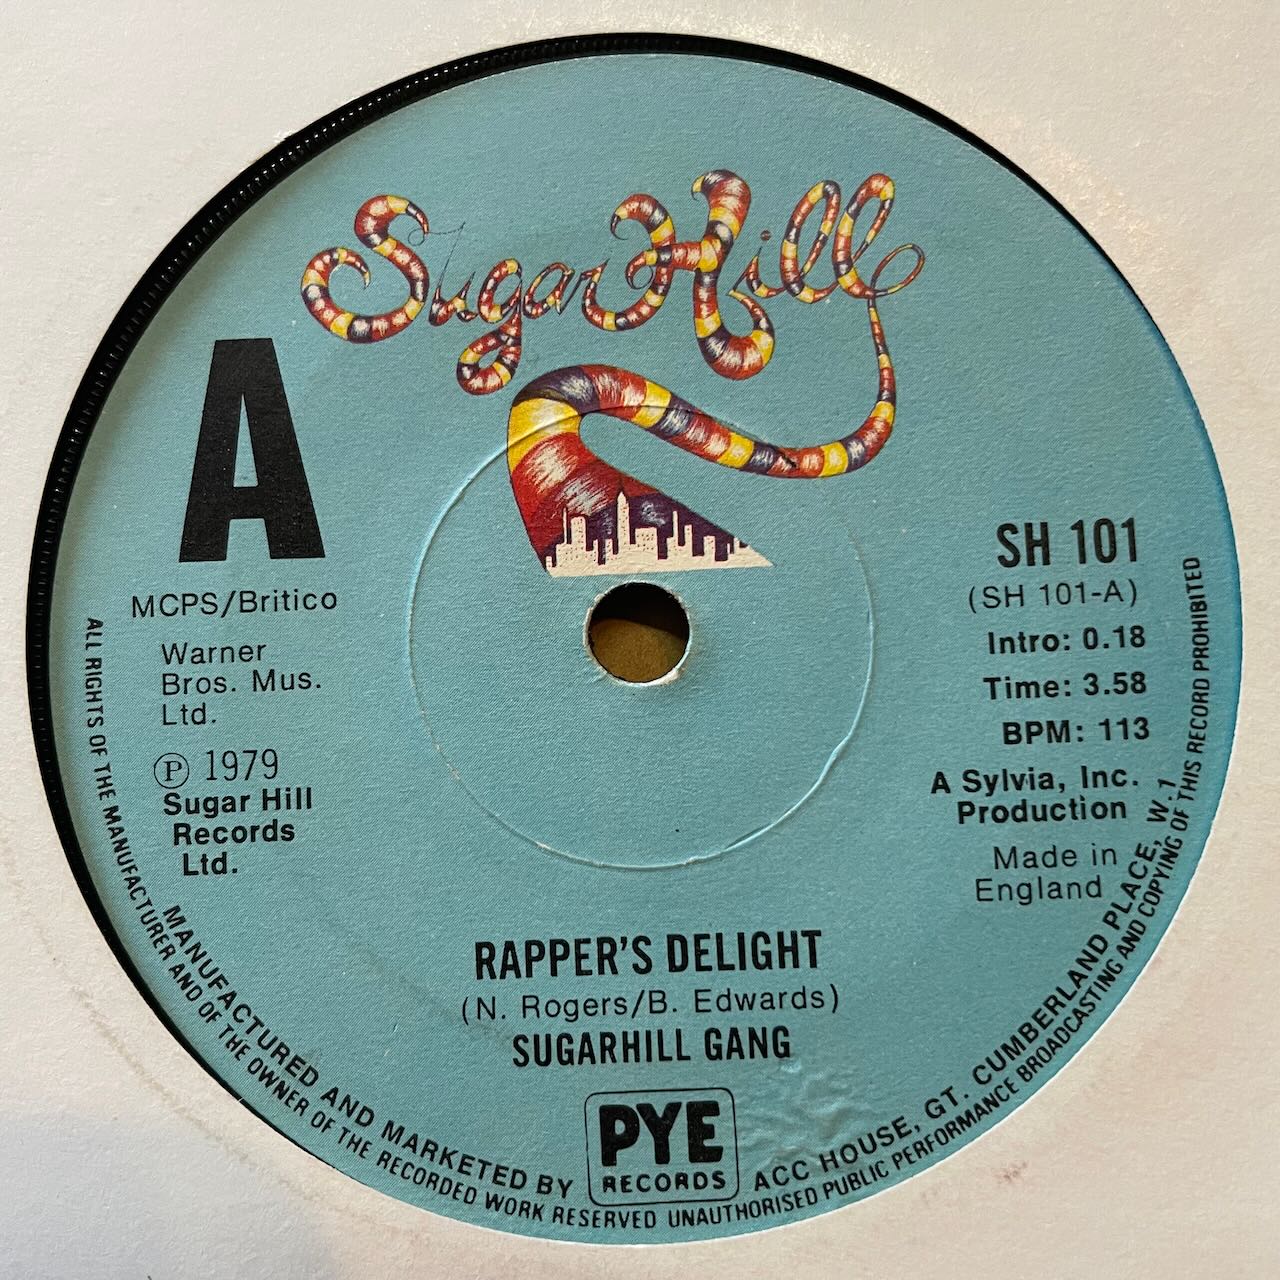 Sugar Hill
A
MCPS/Britico
Warner
Bros. Mus.
Ltd.
℗ 1979
Sugar Hill
Records
Ltd.
SH 101
(SH 101-A)
Intro: 0.18
Time: 3.58
BPM: 113
A Sylvia, Inc.
Production
Made in
England
RAPPER'S DELIGHT
(N. Rogers/B. Edwards)
SUGARHILL GANG
PYE
RECORDS
MANUFACTURED AND MARKETED BY
ACC HOUSE, GT. CUMBERLAND PLACE, W.1
ALL RIGHTS OF THE MANUFACTURER AND OF THE OWNER OF THE RECORDED WORK RESERVED UNAUTHORISED PUBLIC PERFORMANCE BROADCASTING AND COPYING OF THIS RECORD PROHIBITED